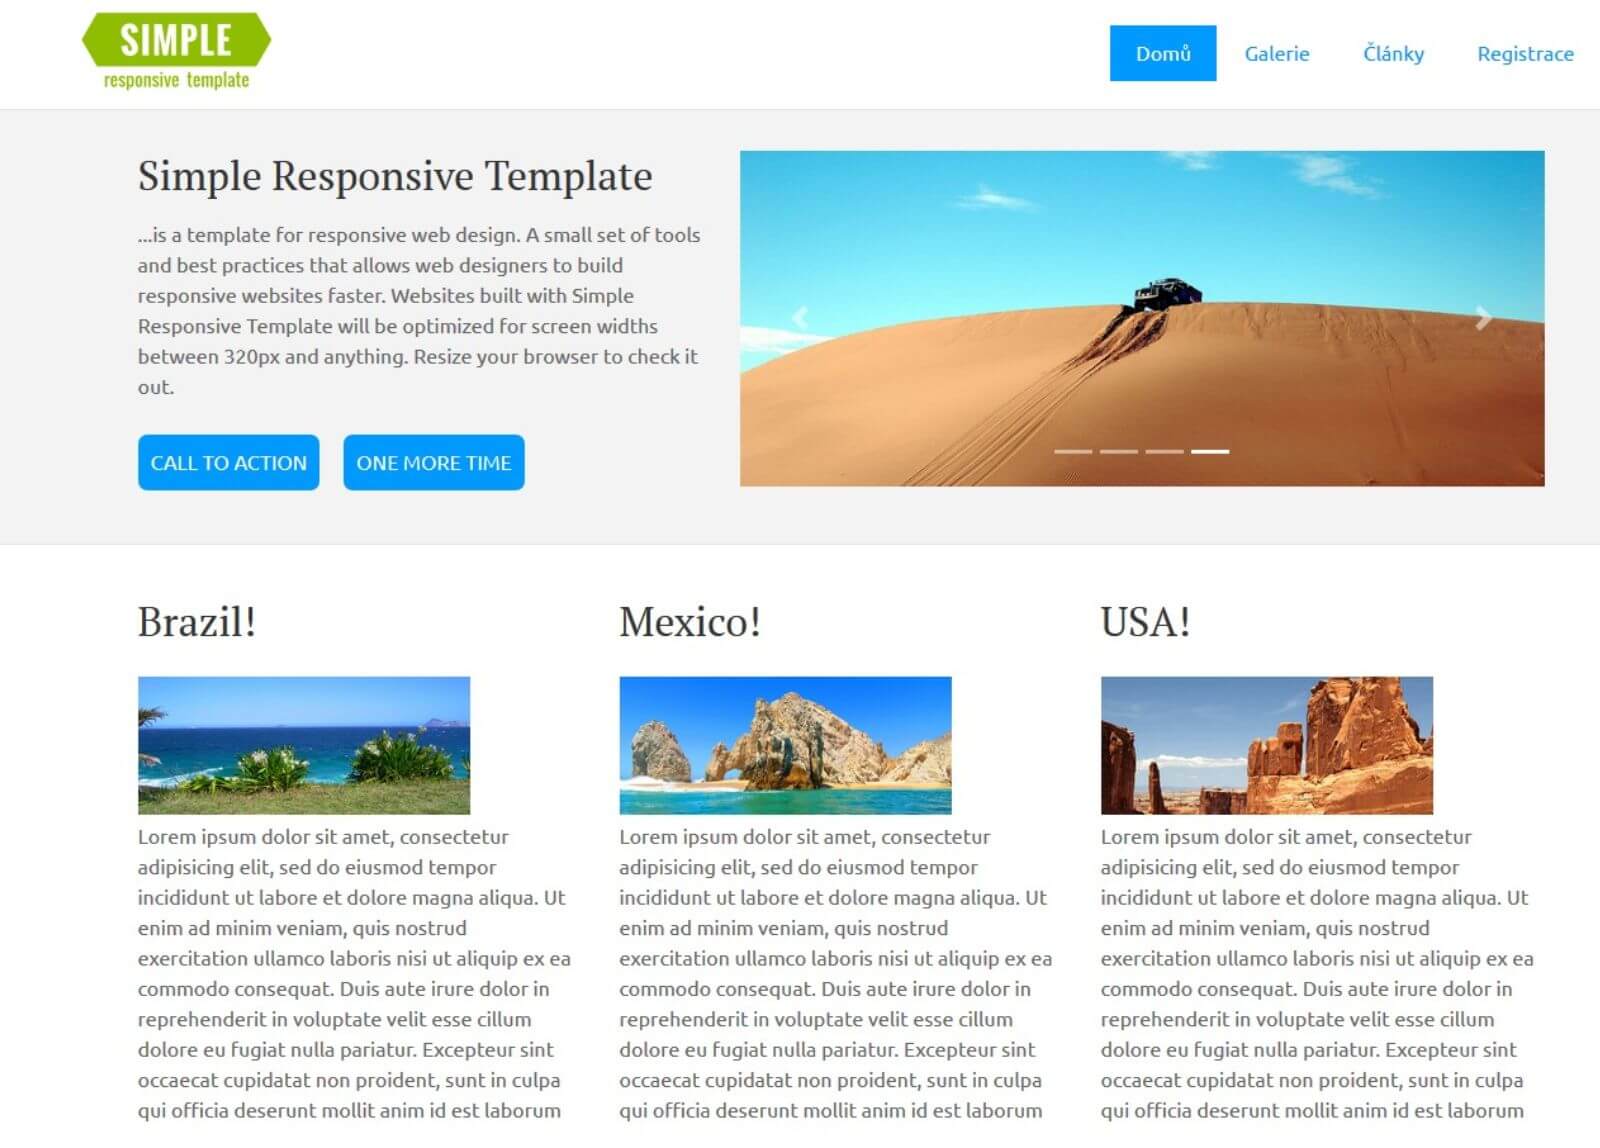 SIMPLE
responsive template
Domů Galerie Články Registrace
Simple Responsive Template
...is a template for responsive web design. A small set of tools
and best practices that allows web designers to build
responsive websites faster. Websites built with Simple
Responsive Template will be optimized for screen widths
between 320px and anything. Resize your browser to check it
out.
CALL TO ACTION ONE MORE TIME
Brazil!
Lorem ipsum dolor sit amet, consectetur
adipisicing elit, sed do eiusmod tempor
incididunt ut labore et dolore magna aliqua. Ut
enim ad minim veniam, quis nostrud
exercitation ullamco laboris nisi ut aliquip ex ea
commodo consequat. Duis aute irure dolor in
reprehenderit in voluptate velit esse cillum
dolore eu fugiat nulla pariatur. Excepteur sint
occaecat cupidatat non proident, sunt in culpa
qui officia deserunt mollit anim id est laborum
Mexico!
Lorem ipsum dolor sit amet, consectetur
adipisicing elit, sed do eiusmod tempor
incididunt ut labore et dolore magna aliqua. Ut
enim ad minim veniam, quis nostrud
exercitation ullamco laboris nisi ut aliquip ex ea
commodo consequat. Duis aute irure dolor in
reprehenderit in voluptate velit esse cillum
dolore eu fugiat nulla pariatur. Excepteur sint
occaecat cupidatat non proident, sunt in culpa
qui officia deserunt mollit anim id est laborum
USA!
Lorem ipsum dolor sit amet, consectetur
adipisicing elit, sed do eiusmod tempor
incididunt ut labore et dolore magna aliqua. Ut
enim ad minim veniam, quis nostrud
exercitation ullamco laboris nisi ut aliquip ex ea
commodo consequat. Duis aute irure dolor in
reprehenderit in voluptate velit esse cillum
dolore eu fugiat nulla pariatur. Excepteur sint
occaecat cupidatat non proident, sunt in culpa
qui officia deserunt mollit anim id est laborum